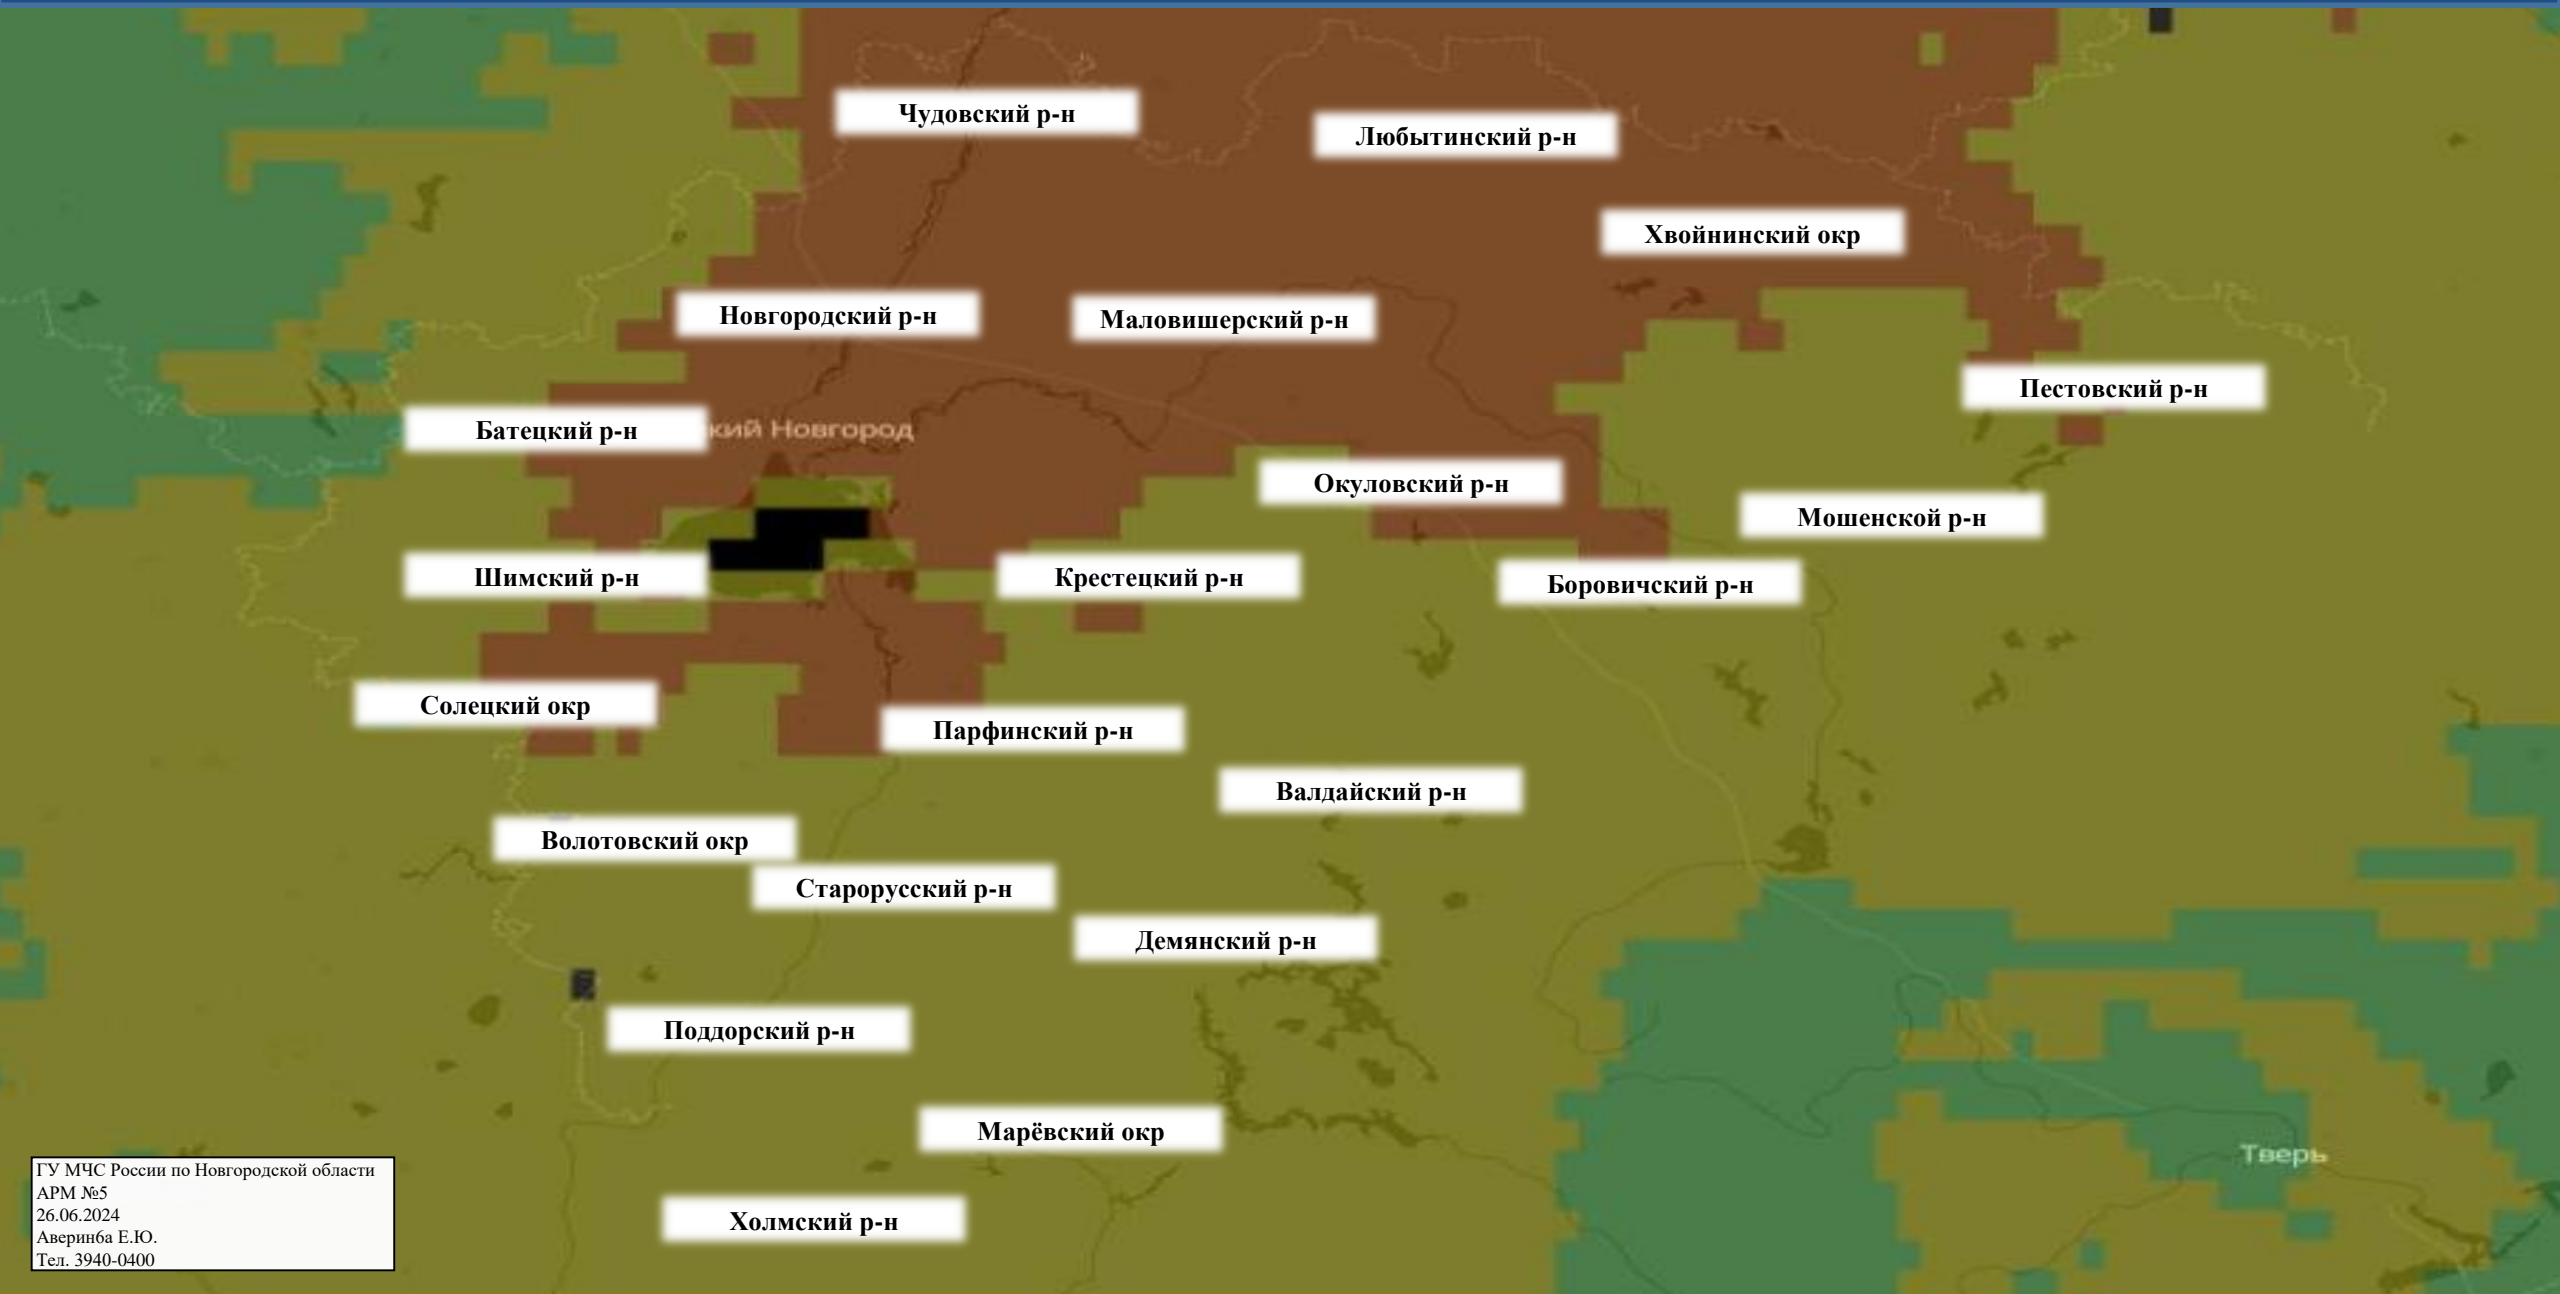 Чудовский р-н
Любытинский р-н
Хвойнинский окр
Новгородский р-н
Маловишерский р-н
Пестовский р-н
Батецкий р-н
кий Новгород
Окуловский р-н
Мошенской р-н
Шимский р-н
Крестецкий р-н
Боровичский р-н
Солецкий окр
Парфинский р-н
Валдайский р-н
Волотовский окр
Старорусский р-н
Демянский р-н
Поддорский р-н
Марёвский окр
Тверь
Холмский р-н
ГУ МЧС России по Новгородской области
АРМ №5
26.06.2024
Аверин6а Е.Ю.
Тел. 3940-0400